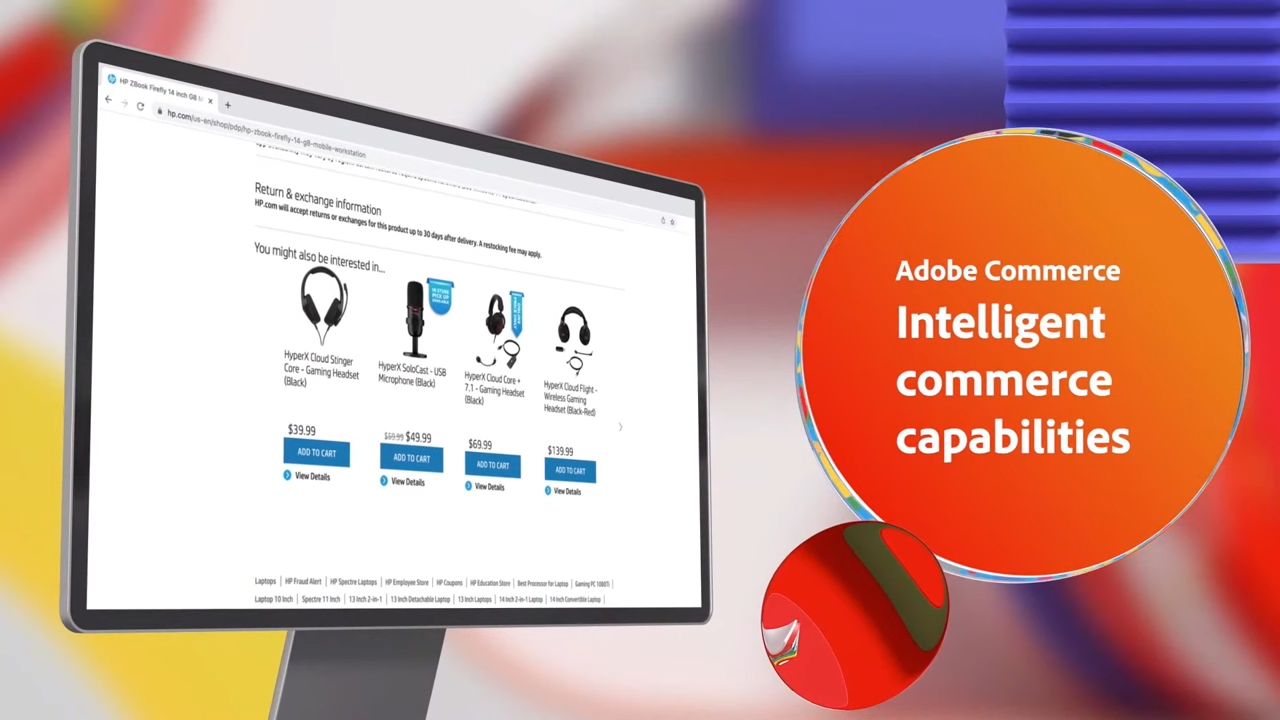 HP ZBook Firefly 14 inch G8 M
hp.com/us-en/shop/pdp/hp-zbook-firefly-14-g8-mobile-workstation
Return & exchange information
HP.com will accept returns or exchanges for this product up to 30 days after delivery. A restocking fee may apply.
You might also be interested in...
IN STORE
PICK UP
AVAILABLE
HyperX Cloud Stinger
Core - Gaming Headset
(Black)
$39.99
ADD TO CART
View Details
HyperX SoloCast - USB
Microphone (Black)
$59.99 $49.99
ADD TO CART
View Details
HyperX Cloud Core +
7.1 - Gaming Headset
(Black)
$69.99
ADD TO CART
View Details
HyperX Cloud Flight -
Wireless Gaming
Headset (Black-Red)
$139.99
ADD TO CART
View Details
Laptops | HP Fraud Alert | HP Spectre Laptops | HP Employee Store | HP Coupons | HP Education Store | Best Processor for Laptop | Gaming PC 1080Ti |
Laptop 10 Inch | Spectre 11 Inch | 13 Inch 2-in-1 | 13 Inch Detachable Laptop | 13 Inch Laptops | 14 Inch 2-in-1 Laptop | 14 Inch Convertible Laptop |
Adobe Commerce
Intelligent
commerce
capabilities